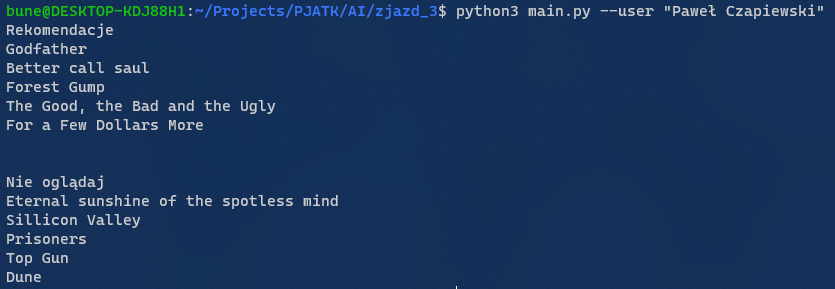 bune@DESKTOP-KDJ88H1:~/Projects/PJATK/AI/zjazd_3$ python3 main.py --user "Paweł Czapiewski"
Rekomendacje
Godfather
Better call saul
Forest Gump
The Good, the Bad and the Ugly
For a Few Dollars More
Nie oglądaj
Eternal sunshine of the spotless mind
Sillicon Valley
Prisoners
Top Gun
Dune